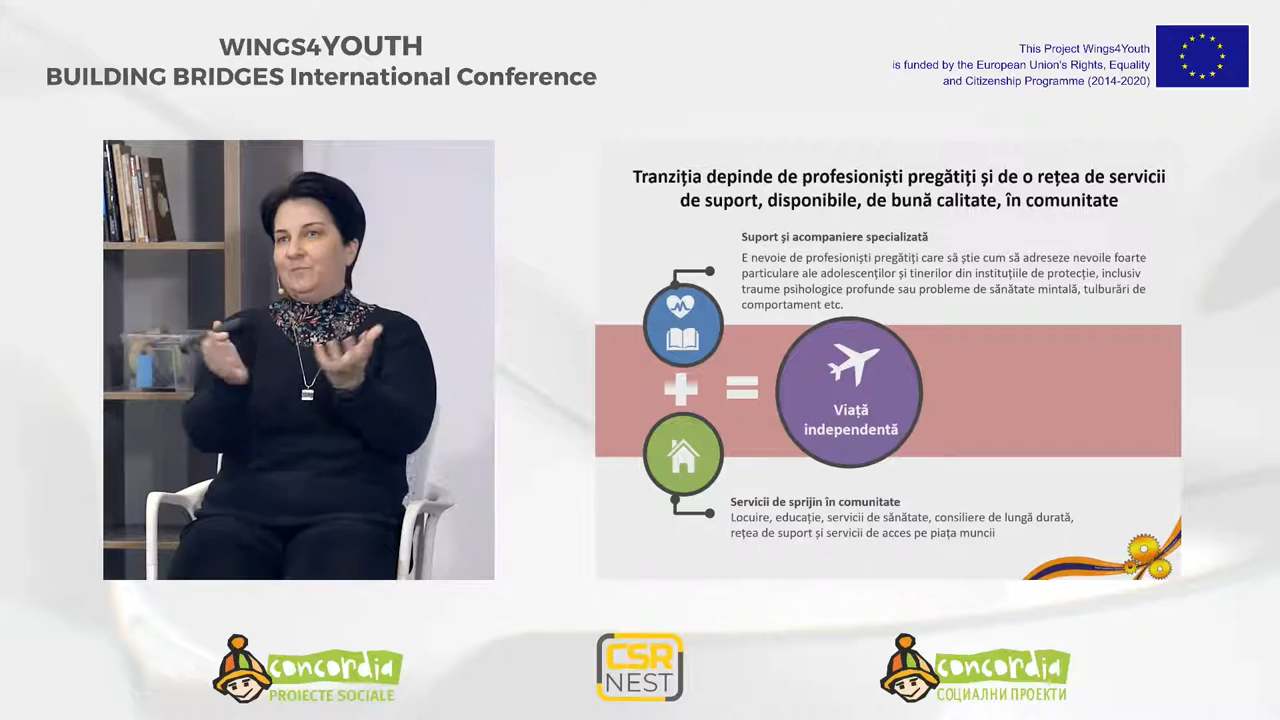 WINGS4YOUTH
BUILDING BRIDGES International Conference
This Project Wings4Youth
is funded by the European Union's Rights, Equality
and Citizenship Programme (2014-2020)
Tranziția depinde de profesioniști pregătiți și de o rețea de servicii
de suport, disponibile, de bună calitate, în comunitate
Suport și acompaniere specializată
E nevoie de profesioniști pregătiți care să știe cum să adreseze nevoile foarte
particulare ale adolescenților și tinerilor din instituțiile de protecție, inclusiv
traume psihologice profunde sau probleme de sănătate mintală, tulburări de
comportament etc.
Viață
independentă
Servicii de sprijin în comunitate
Locuire, educație, servicii de sănătate, consiliere de lungă durată,
rețea de suport și servicii de acces pe piața muncii
concordia
PROIECTE SOCIALE
CSR
NEST
concordia
СОЦИАЛНИ ПРОЕКТИ